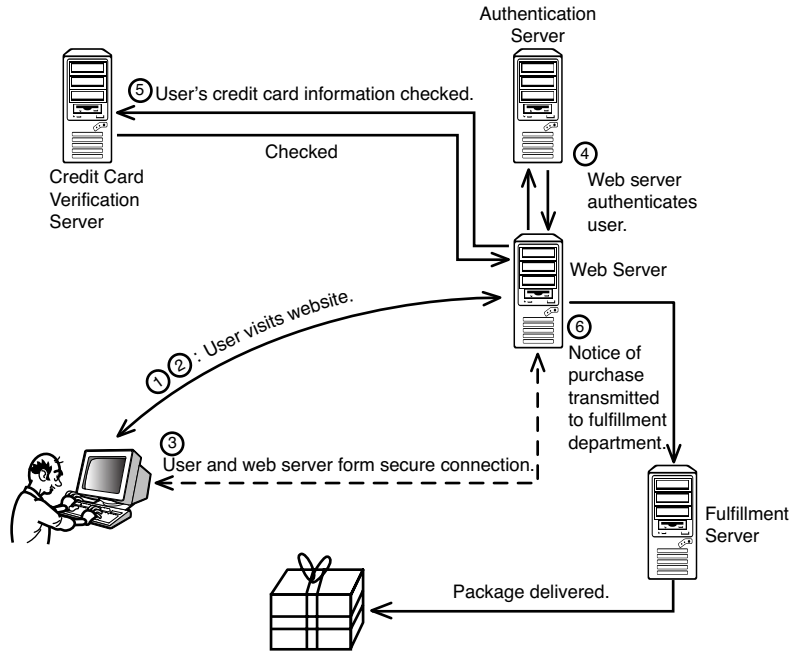 Authentication
Server
⑤ User's credit card information checked.
Checked
Credit Card
Verification
Server
④
Web server
authenticates
user.
Web Server
① ② : User visits website.
⑥
Notice of
purchase
transmitted
to fulfillment
department.
③
User and web server form secure connection.
Fulfillment
Server
Package delivered.